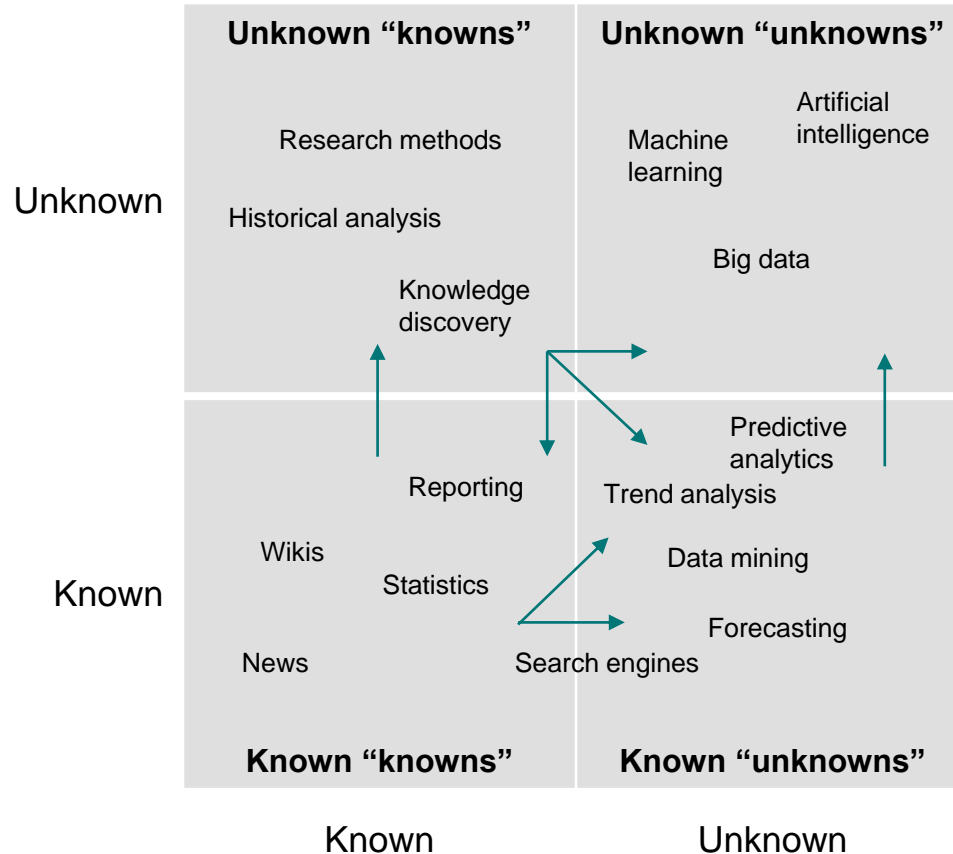 Unknown “knowns”
Unknown “unknowns”
Artificial
intelligence
Research methods
Machine
learning
Unknown
Historical analysis
Big data
Knowledge
discovery
Predictive
analytics
Reporting
Trend analysis
Wikis
Data mining
Statistics
Known
Forecasting
News
Search engines
Known “knowns”
Known “unknowns”
Known
Unknown